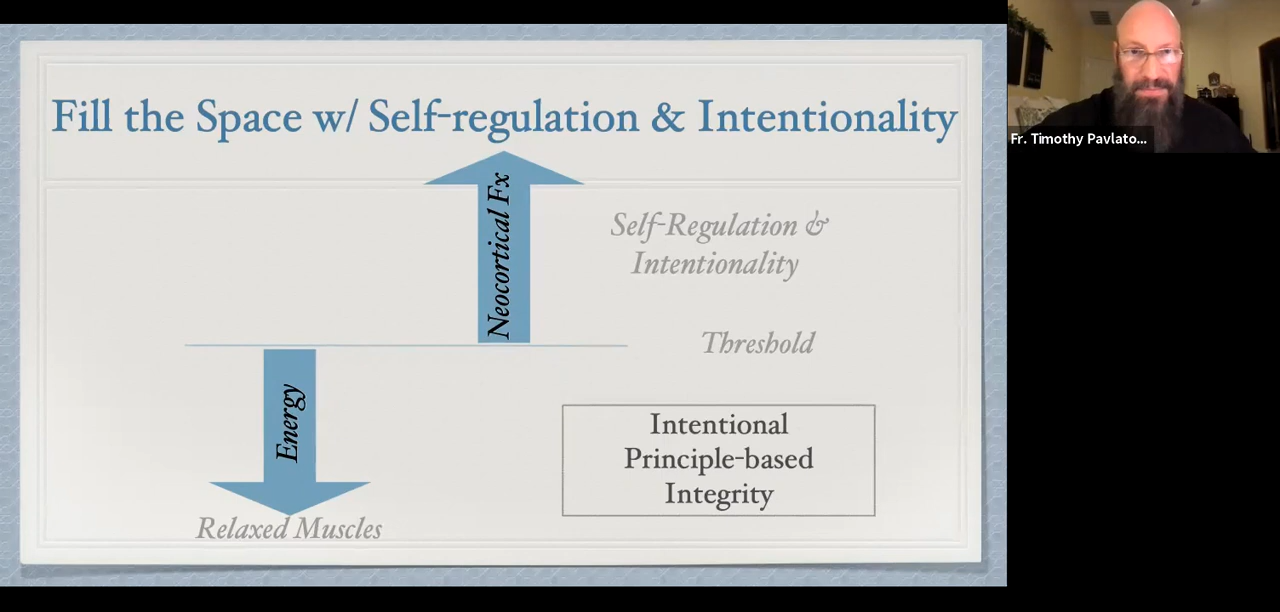 Fill the Space w/ Self-regulation & Intentionality
Neocortical Fx
Self-Regulation &
Intentionality
Threshold
Energy
Intentional
Principle-based
Integrity
Relaxed Muscles
Fr. Timothy Pavlato...